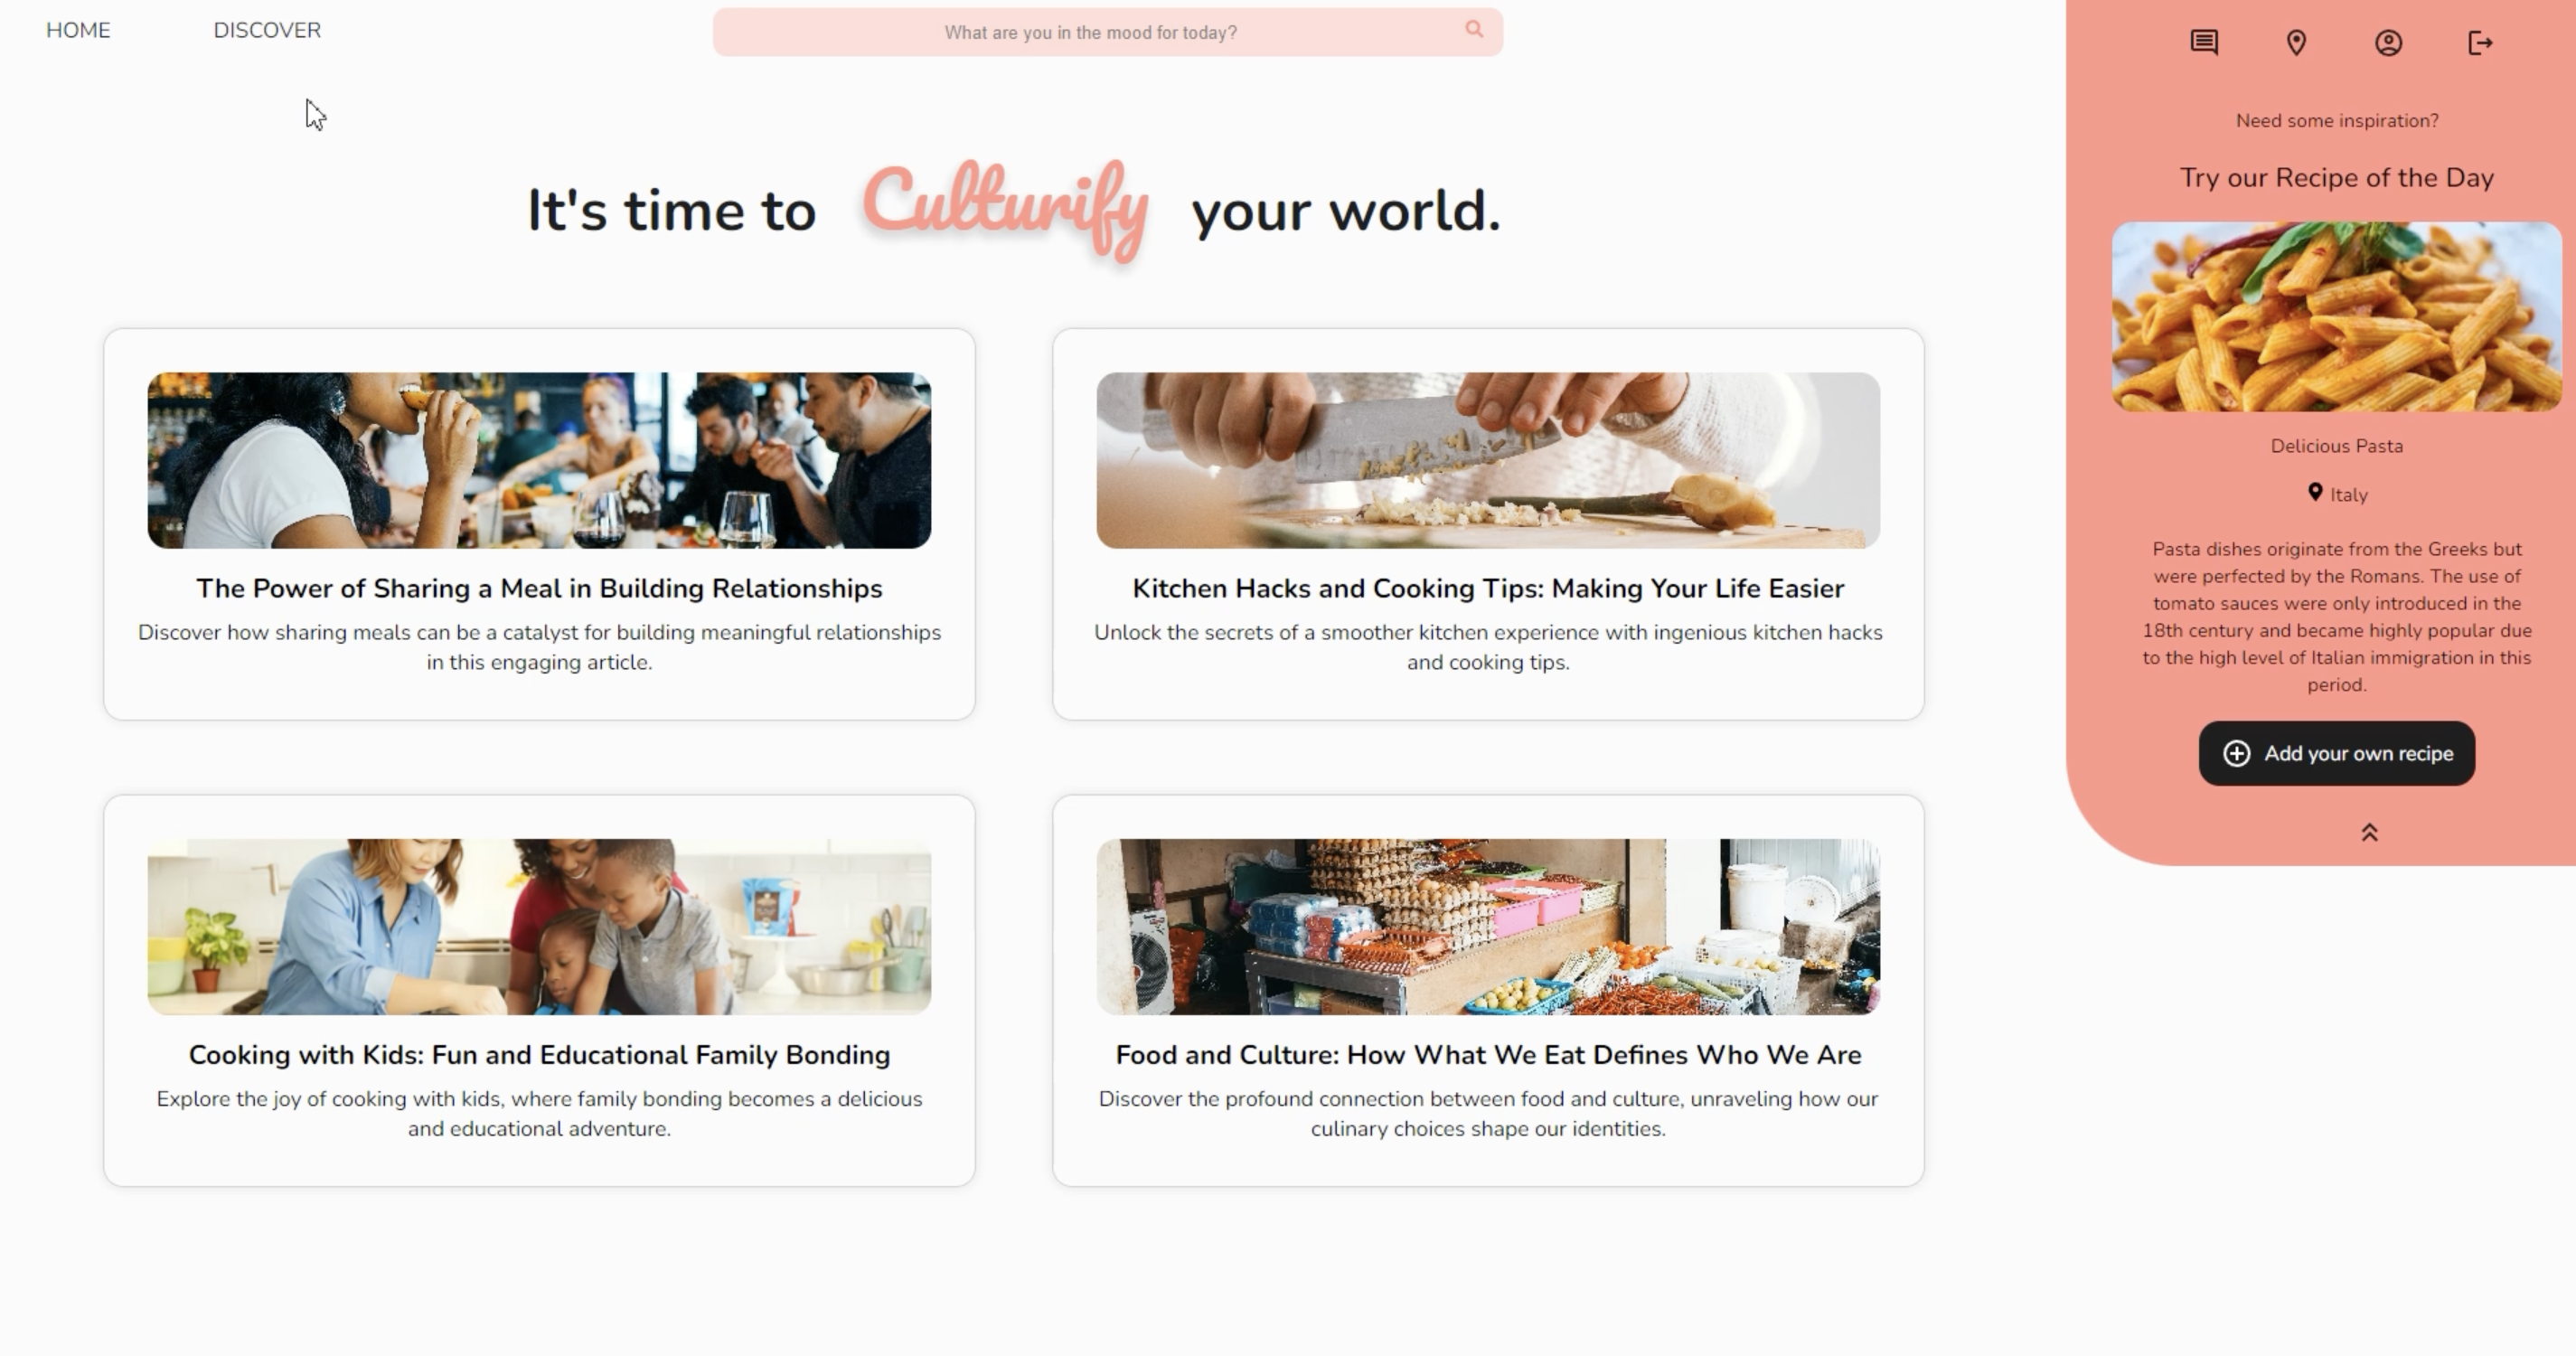 HOME
DISCOVER
What are you in the mood for today?
It's time to Culturify your world.
The Power of Sharing a Meal in Building Relationships
Discover how sharing meals can be a catalyst for building meaningful relationships
in this engaging article.
Kitchen Hacks and Cooking Tips: Making Your Life Easier
Unlock the secrets of a smoother kitchen experience with ingenious kitchen hacks
and cooking tips.
Cooking with Kids: Fun and Educational Family Bonding
Explore the joy of cooking with kids, where family bonding becomes a delicious
and educational adventure.
Food and Culture: How What We Eat Defines Who We Are
Discover the profound connection between food and culture, unraveling how our
culinary choices shape our identities.
Need some inspiration?
Try our Recipe of the Day
Delicious Pasta
Italy
Pasta dishes originate from the Greeks but
were perfected by the Romans. The use of
tomato sauces were only introduced in the
18th century and became highly popular due
to the high level of Italian immigration in this
period.
Add your own recipe